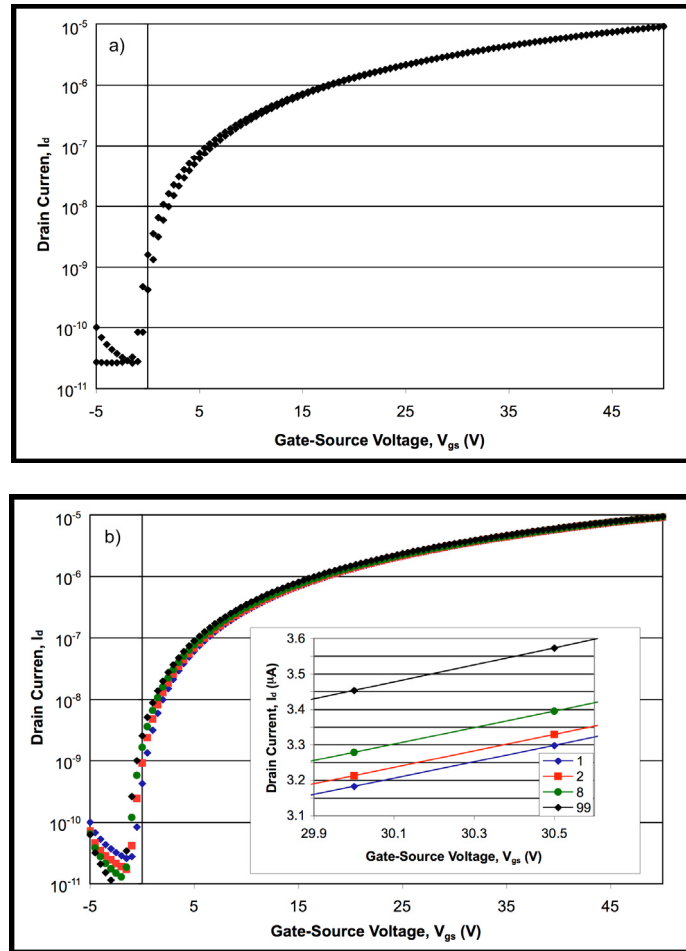 a)
10-5
10-6
10-7
10-8
10-9
10-10
10-11
Drain Curren, Id
-5 5 15 25 35 45
Gate-Source Voltage, Vgs (V)
b)
10-5
10-6
10-7
10-8
10-9
10-10
10-11
Drain Curren, Id
-5 5 15 25 35 45
Gate-Source Voltage, Vgs (V)
3.6
3.5
3.4
3.3
3.2
3.1
Drain Current, Id (µA)
29.9 30.1 30.3 30.5
Gate-Source Voltage, Vgs (V)
1
2
8
99